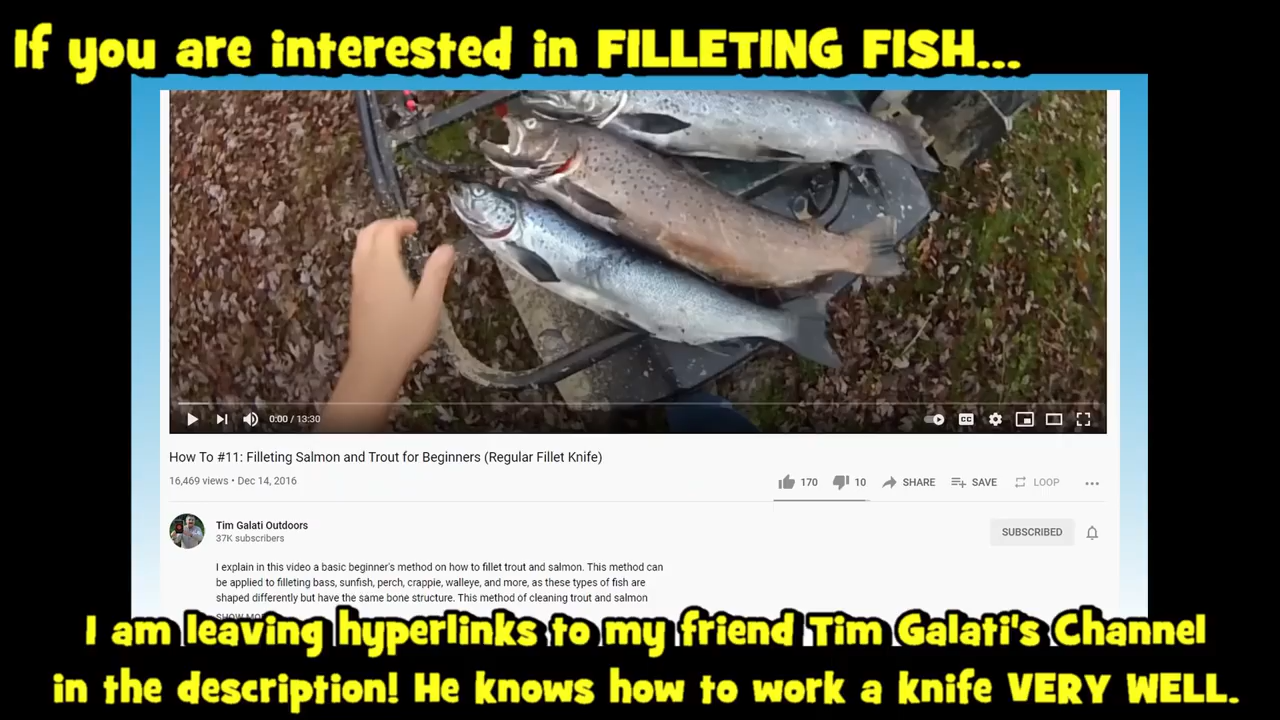 If you are interested in FILLETING FISH...
0:00 / 13:30
CC
How To #11: Filleting Salmon and Trout for Beginners (Regular Fillet Knife)
16,469 views • Dec 14, 2016
170 10 SHARE SAVE LOOP
Tim Galati Outdoors
37K subscribers
SUBSCRIBED
I explain in this video a basic beginner's method on how to fillet trout and salmon. This method can
be applied to filleting bass, sunfish, perch, crappie, walleye, and more, as these types of fish are
shaped differently but have the same bone structure. This method of cleaning trout and salmon
SHOW MORE
I am leaving hyperlinks to my friend Tim Galati's Channel
in the description! He knows how to work a knife VERY WELL.